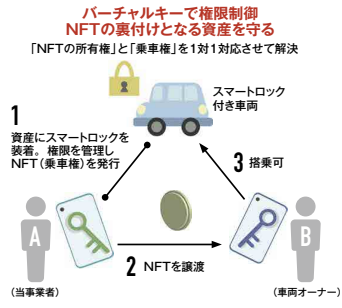 バーチャルキーで権限制御
NFTの裏付けとなる資産を守る
「NFTの所有権」と「乗車権」を1対1対応させて解決
スマートロック
付き車両
1
資産にスマートロックを
装着。権限を管理し
NFT(乗車権)を発行
3 搭乗可
A
B
2 NFTを譲渡
(当事業者)
(車両オーナー)